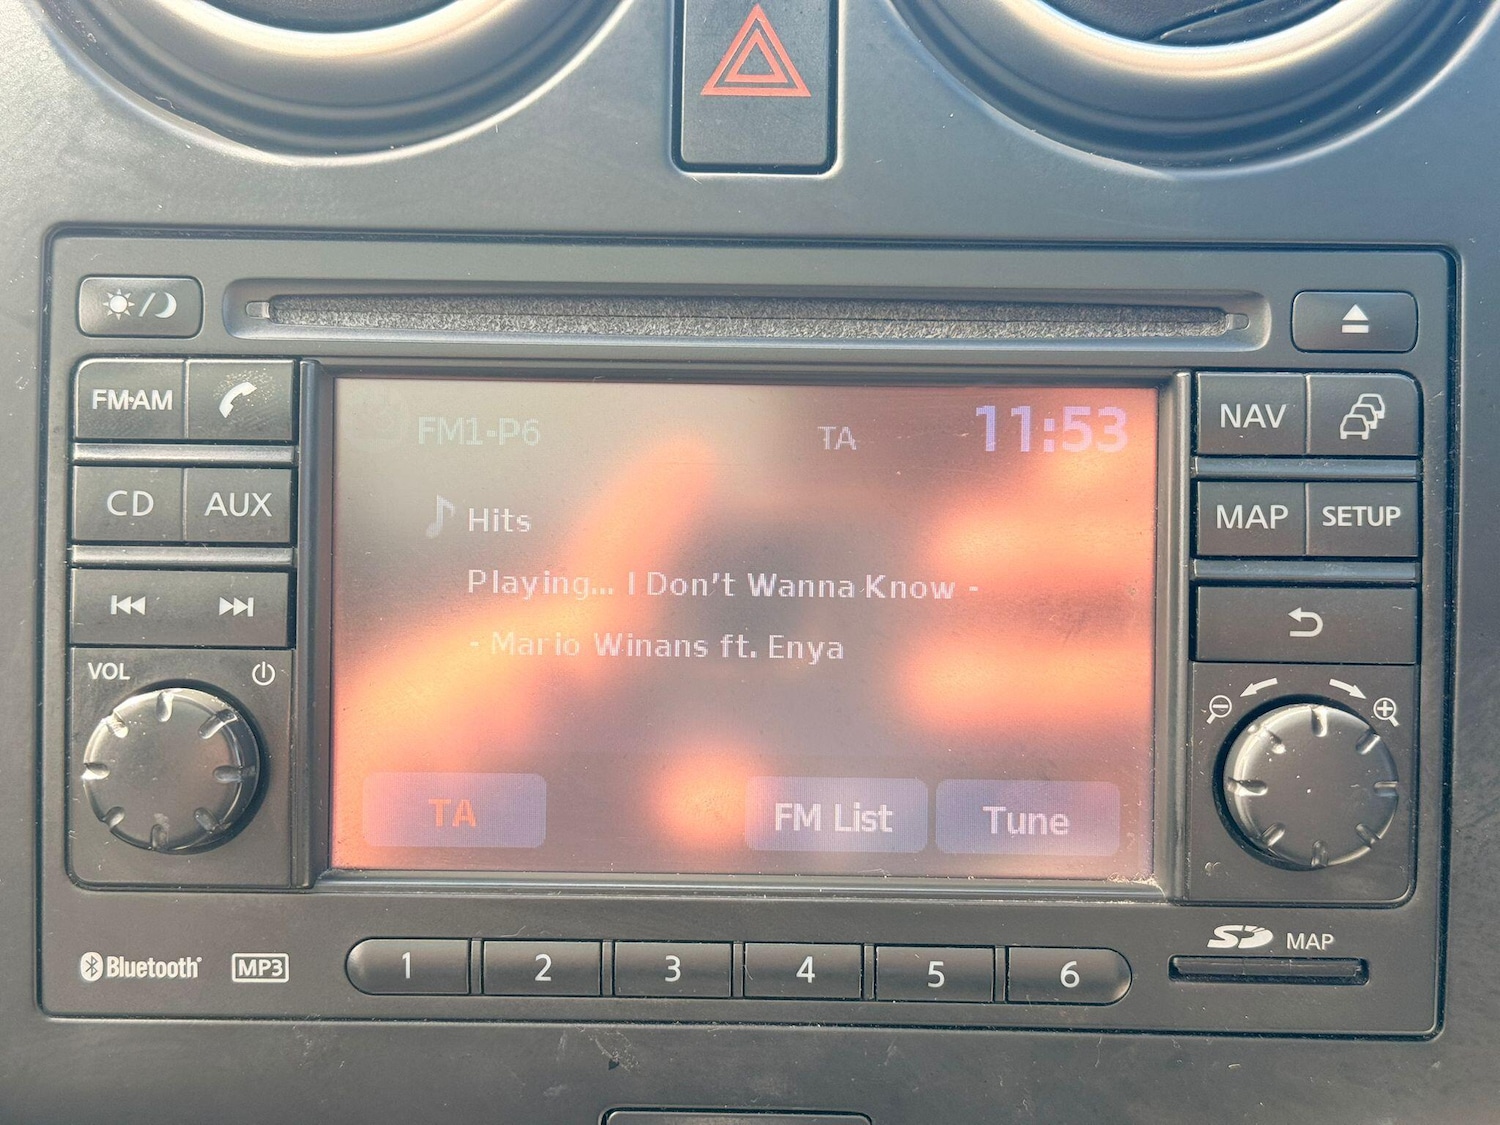 FM·AM
CD AUX
VOL
FM1-P6 TA 11:53
Hits
Playing... I Don't Wanna Know -
- Mario Winans ft. Enya
TA FM List Tune
NAV
MAP SETUP
Bluetooth MP3 1 2 3 4 5 6 SD MAP